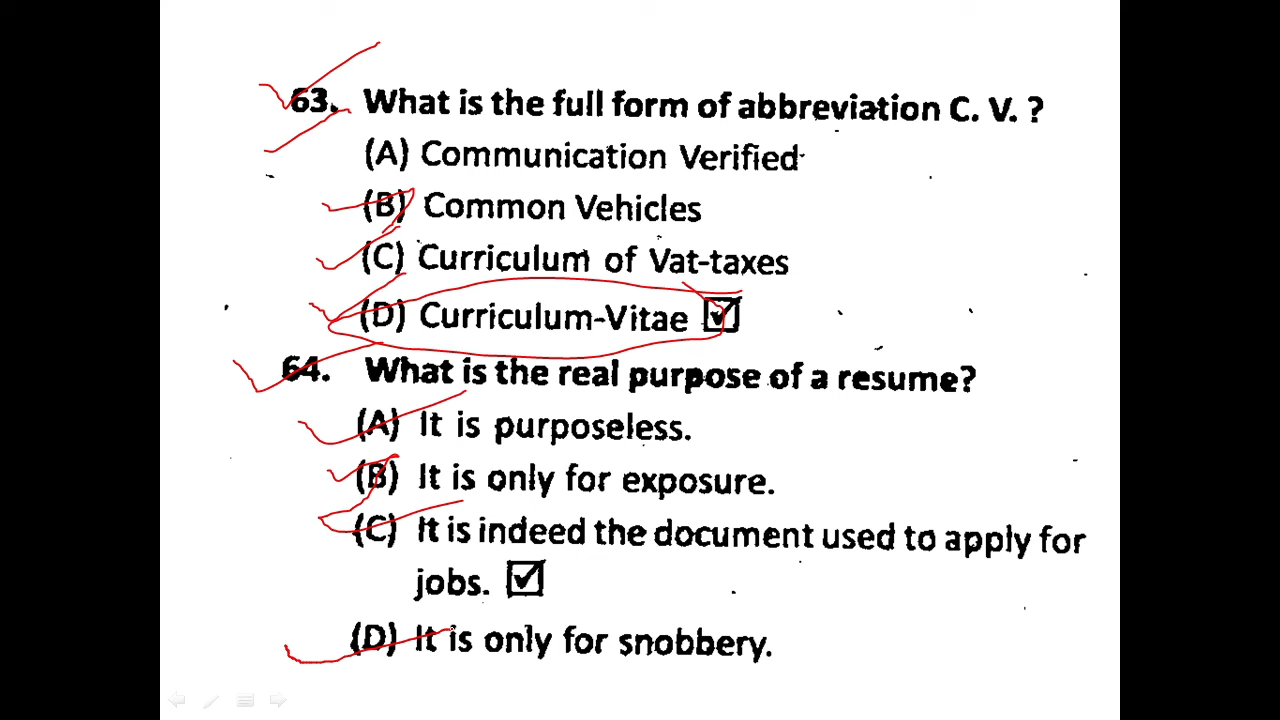 63. What is the full form of abbreviation C. V. ?
(A) Communication Verified
(B) Common Vehicles
(C) Curriculum of Vat-taxes
(D) Curriculum-Vitae ☑
64. What is the real purpose of a resume?
(A) It is purposeless.
(B) It is only for exposure.
(C) It is indeed the document used to apply for
jobs. ☑
(D) It is only for snobbery.